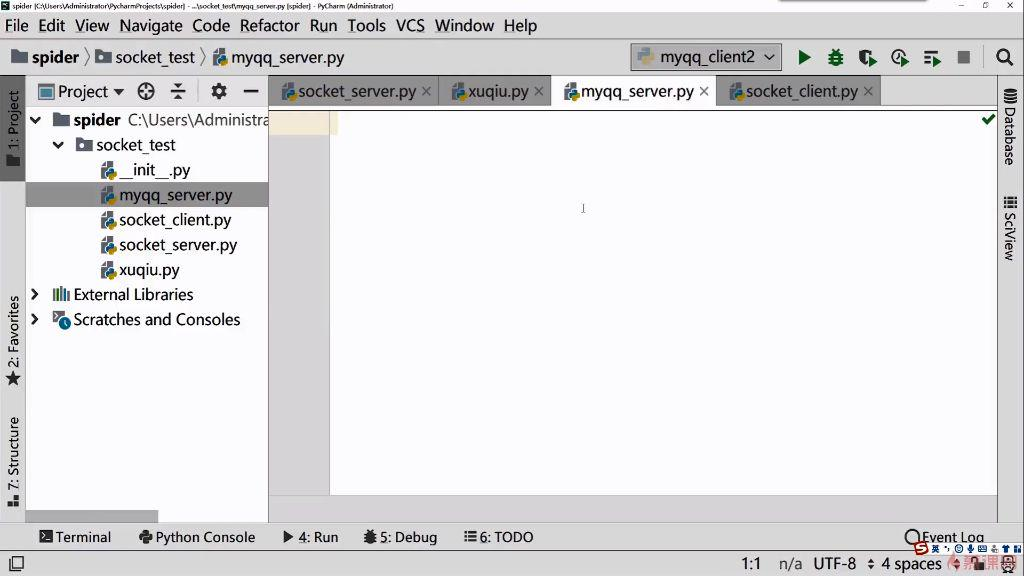 spider [C:\Users\Administrator\PycharmProjects\spider] - ...\socket_test\myqq_server.py [spider] - PyCharm (Administrator)
File Edit View Navigate Code Refactor Run Tools VCS Window Help
spider socket_test myqq_server.py myqq_client2
1: Project
Project
socket_server.py xuqiu.py myqq_server.py socket_client.py
spider C:\Users\Administra
socket_test
__init__.py
myqq_server.py
socket_client.py
socket_server.py
xuqiu.py
External Libraries
Scratches and Consoles
2: Favorites
7: Structure
Database
SciView
Terminal Python Console 4: Run 5: Debug 6: TODO Event Log
英
1:1 n/a UTF-8 4 spaces